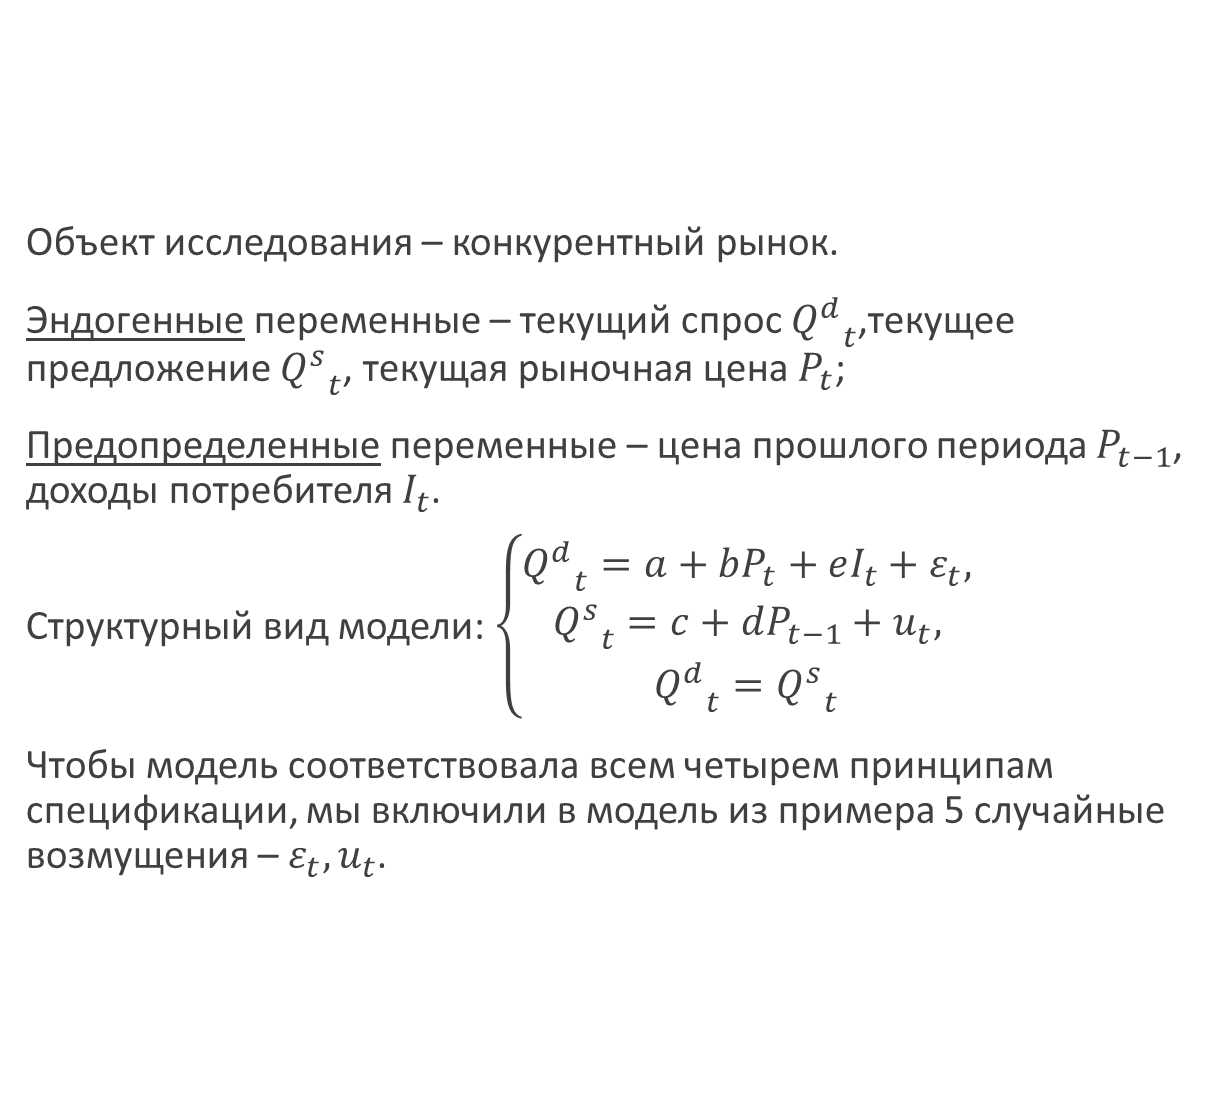 Объект исследования – конкурентный рынок.
Эндогенные переменные – текущий спрос Q^d_t,текущее
предложение Q^s_t, текущая рыночная цена P_t;
Предопределенные переменные – цена прошлого периода P_{t−1},
доходы потребителя I_t.
Структурный вид модели:
Q^d_t = a + bP_t + eI_t + ε_t,
Q^s_t = c + dP_{t−1} + u_t,
Q^d_t = Q^s_t
Чтобы модель соответствовала всем четырем принципам
спецификации, мы включили в модель из примера 5 случайные
возмущения – ε_t, u_t.